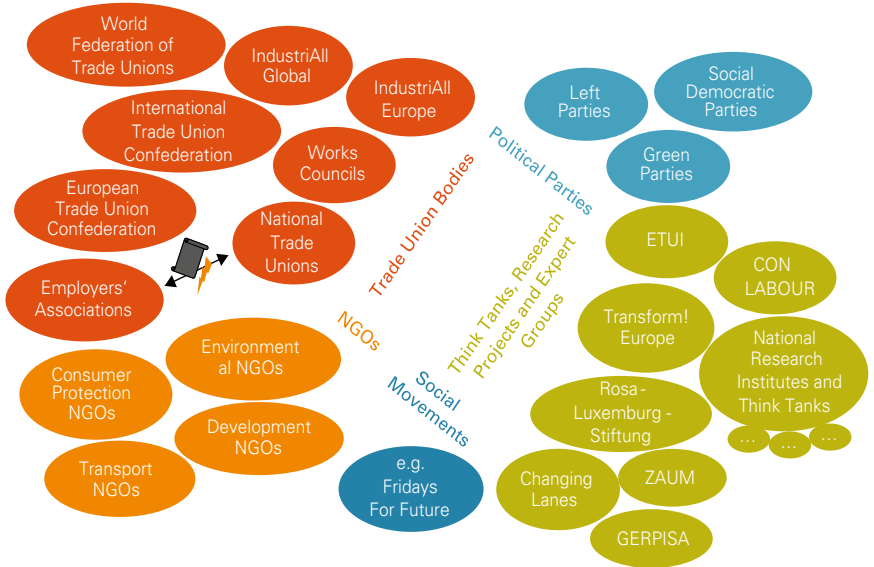 World
Federation of
Trade Unions
IndustriAll
Global
IndustriAll
Europe
International
Trade Union
Confederation
Works
Councils
European
Trade Union
Confederation
National
Trade
Unions
Employers'
Associations
Trade Union Bodies
Left
Parties
Social
Democratic
Parties
Green
Parties
Political Parties
NGOs
Environment
al NGOs
Consumer
Protection
NGOs
Development
NGOs
Transport
NGOs
Social
Movements
e.g.
Fridays
For Future
Think Tanks, Research
Projects and Expert
Groups
ETUI
CON
LABOUR
Transform!
Europe
National
Research
Institutes and
Think Tanks
Rosa-
Luxemburg -
Stiftung
...
...
...
Changing
Lanes
ZAUM
GERPISA